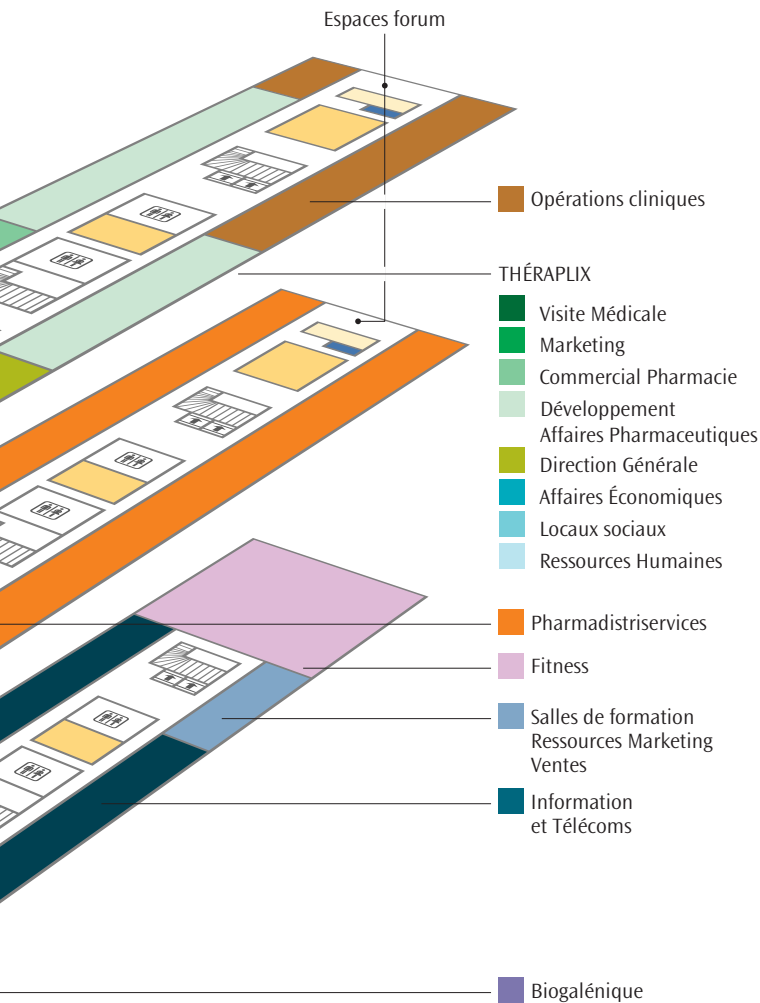 Espaces forum
Opérations cliniques
THÉRAPLIX
Visite Médicale
Marketing
Commercial Pharmacie
Développement
Affaires Pharmaceutiques
Direction Générale
Affaires Économiques
Locaux sociaux
Ressources Humaines
Pharmadistriservices
Fitness
Salles de formation
Ressources Marketing
Ventes
Information
et Télécoms
Biogalénique